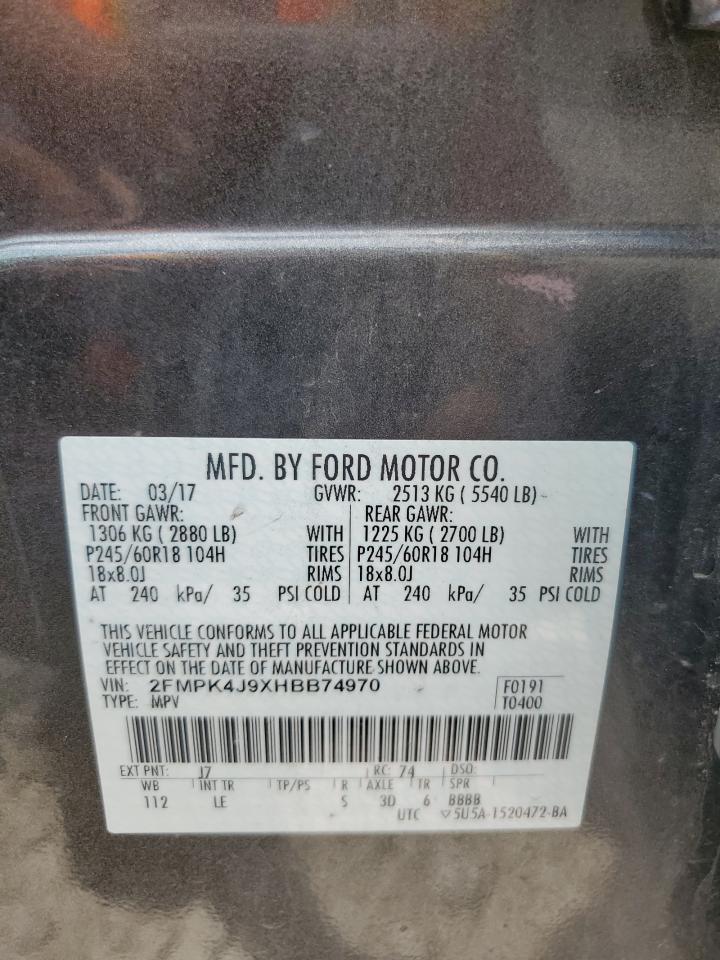 MFD. BY FORD MOTOR CO.
DATE: 03/17 GVWR: 2513 KG ( 5540 LB)
FRONT GAWR: REAR GAWR:
1306 KG ( 2880 LB) WITH 1225 KG ( 2700 LB) WITH
P245/60R18 104H TIRES P245/60R18 104H TIRES
18x8.0J RIMS 18x8.0J RIMS
AT 240 kPa/ 35 PSI COLD AT 240 kPa/ 35 PSI COLD
THIS VEHICLE CONFORMS TO ALL APPLICABLE FEDERAL MOTOR
VEHICLE SAFETY AND THEFT PREVENTION STANDARDS IN
EFFECT ON THE DATE OF MANUFACTURE SHOWN ABOVE.
VIN: 2FMPK4J9XHBB74970 F0191
TYPE: MPV T0400
EXT PNT: J7 RC: 74 DSO:
WB INT TR TP/PS R AXLE TR SPR
112 LE S 3D 6 BBBB
UTC ▽5U5A-1520472-BA